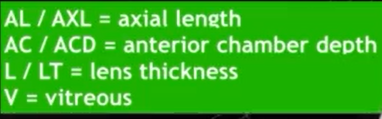 AL / AXL = axial length
AC / ACD = anterior chamber depth
L / LT = lens thickness
V = vitreous